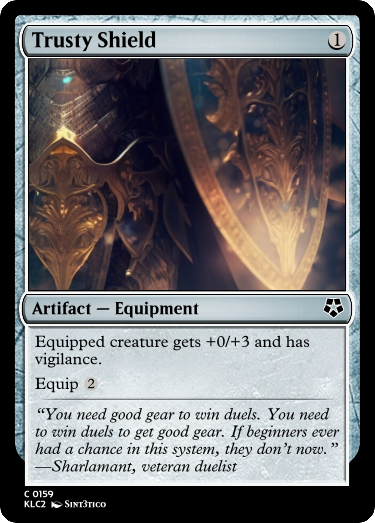 Trusty Shield 1
Artifact — Equipment
Equipped creature gets +0/+3 and has
vigilance.
Equip 2
“You need good gear to win duels. You need
to win duels to get good gear. If beginners ever
had a chance in this system, they don't now.”
—Sharlamant, veteran duelist
C 0159
KLC2 Sint3tico